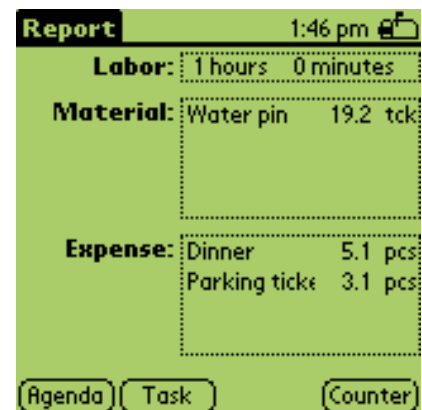 Report 1:46 pm
Labor: 1 hours 0 minutes
Material: Water pin 19.2 tck
Expense: Dinner 5.1 pcs
Parking ticke 3.1 pcs
Agenda Task Counter